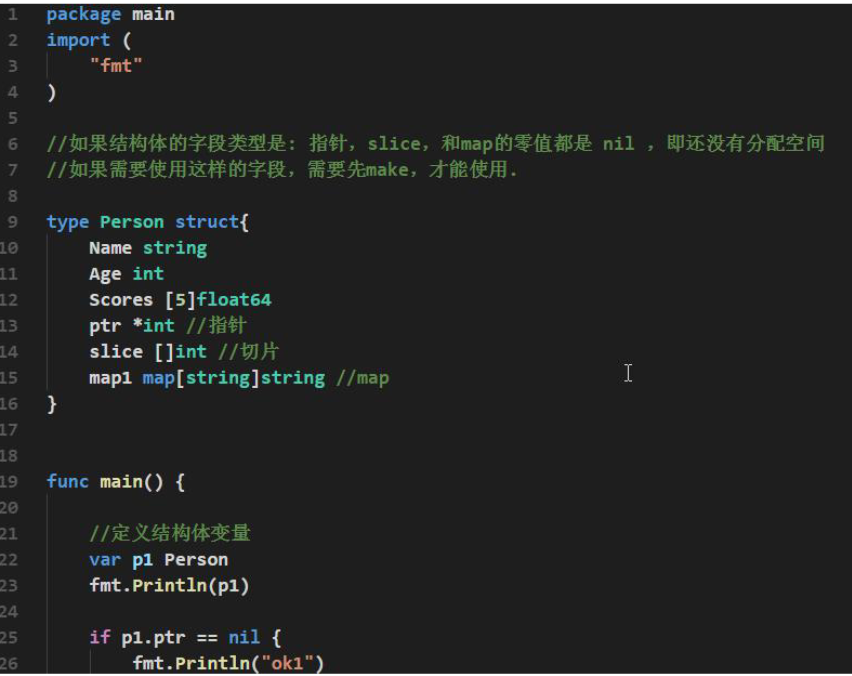 1 package main
2 import (
3 "fmt"
4 )
5
6 //如果结构体的字段类型是: 指针，slice，和map的零值都是 nil ，即还没有分配空间
7 //如果需要使用这样的字段，需要先make，才能使用.
8
9 type Person struct{
10 Name string
11 Age int
12 Scores [5]float64
13 ptr *int //指针
14 slice []int //切片
15 map1 map[string]string //map
16 }
17
18
19 func main() {
20
21 //定义结构体变量
22 var p1 Person
23 fmt.Println(p1)
24
25 if p1.ptr == nil {
26 fmt.Println("ok1")